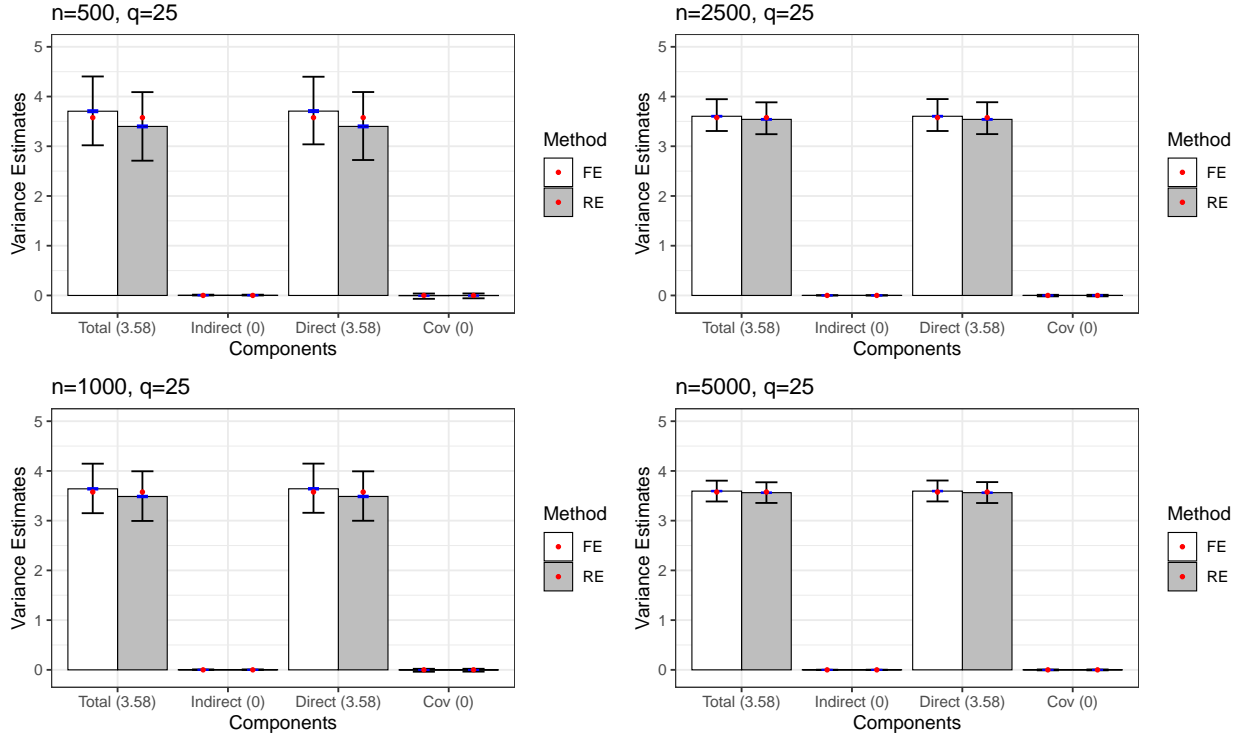 n=500, q=25
Variance Estimates
5
4
3
2
1
0
Total (3.58) Indirect (0) Direct (3.58) Cov (0)
Components
Method
FE
RE
n=2500, q=25
Variance Estimates
5
4
3
2
1
0
Total (3.58) Indirect (0) Direct (3.58) Cov (0)
Components
Method
FE
RE
n=1000, q=25
Variance Estimates
5
4
3
2
1
0
Total (3.58) Indirect (0) Direct (3.58) Cov (0)
Components
Method
FE
RE
n=5000, q=25
Variance Estimates
5
4
3
2
1
0
Total (3.58) Indirect (0) Direct (3.58) Cov (0)
Components
Method
FE
RE